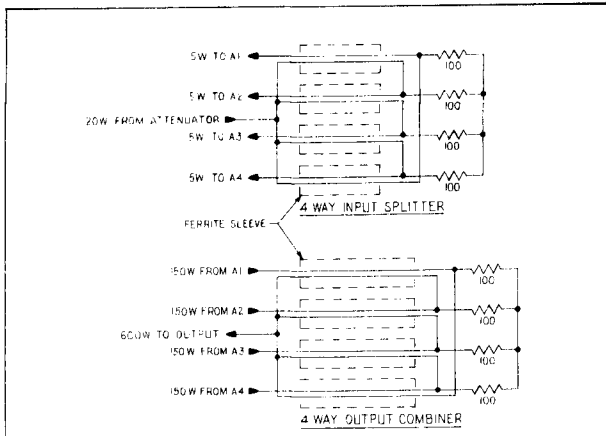 5W TO A1
100
5W TO A2
100
20W FROM ATTENUATOR
5W TO A3
100
5W TO A4
100
4 WAY INPUT SPLITTER
FERRITE SLEEVE
150W FROM A1
100
150W FROM A2
100
600W TO OUTPUT
150W FROM A3
100
150W FROM A4
100
4 WAY OUTPUT COMBINER